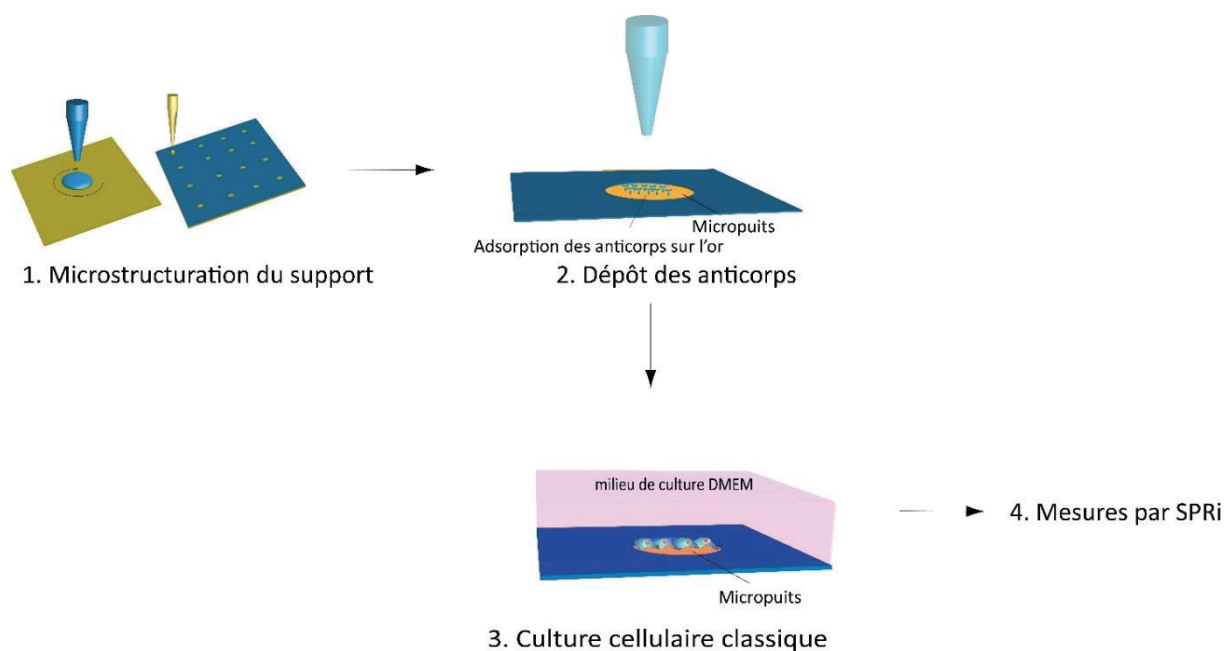 Micropuits
Adsorption des anticorps sur l'or
1. Microstructuration du support
2. Dépôt des anticorps
milieu de culture DMEM
4. Mesures par SPRi
Micropuits
3. Culture cellulaire classique